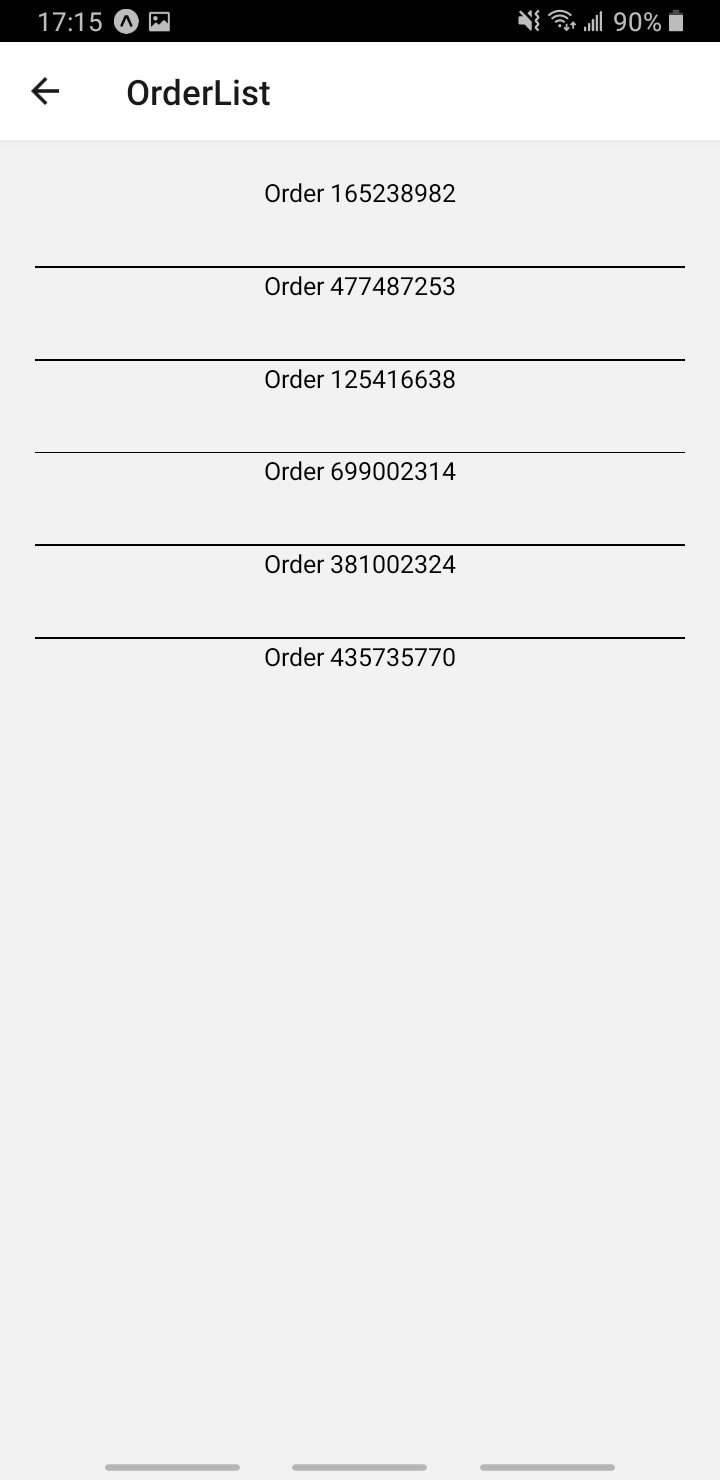 17:15 90%
OrderList
Order 165238982
Order 477487253
Order 125416638
Order 699002314
Order 381002324
Order 435735770